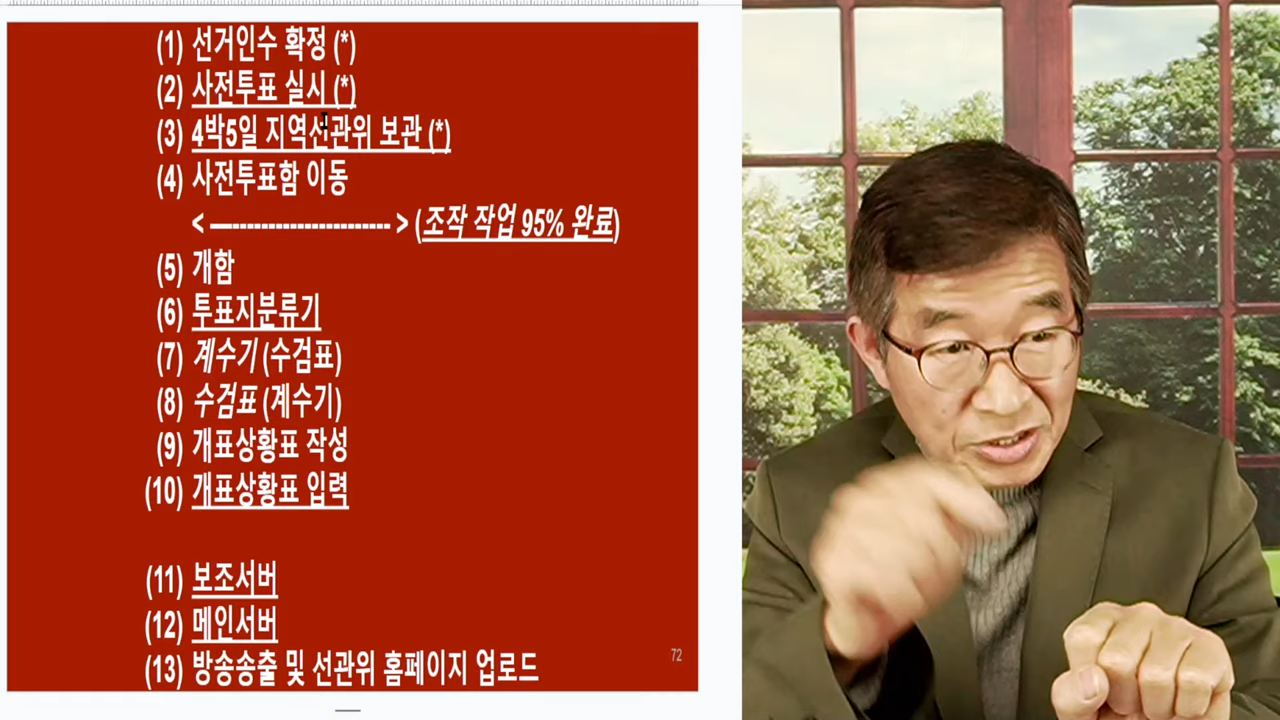 (1) 선거인수 확정 (*)
(2) 사전투표 실시 (*)
(3) 4박5일 지역선관위 보관 (*)
(4) 사전투표함 이동
< ------------------------ > (조작 작업 95% 완료)
(5) 개함
(6) 투표지분류기
(7) 계수기 (수검표)
(8) 수검표 (계수기)
(9) 개표상황표 작성
(10) 개표상황표 입력
(11) 보조서버
(12) 메인서버
(13) 방송송출 및 선관위 홈페이지 업로드
72